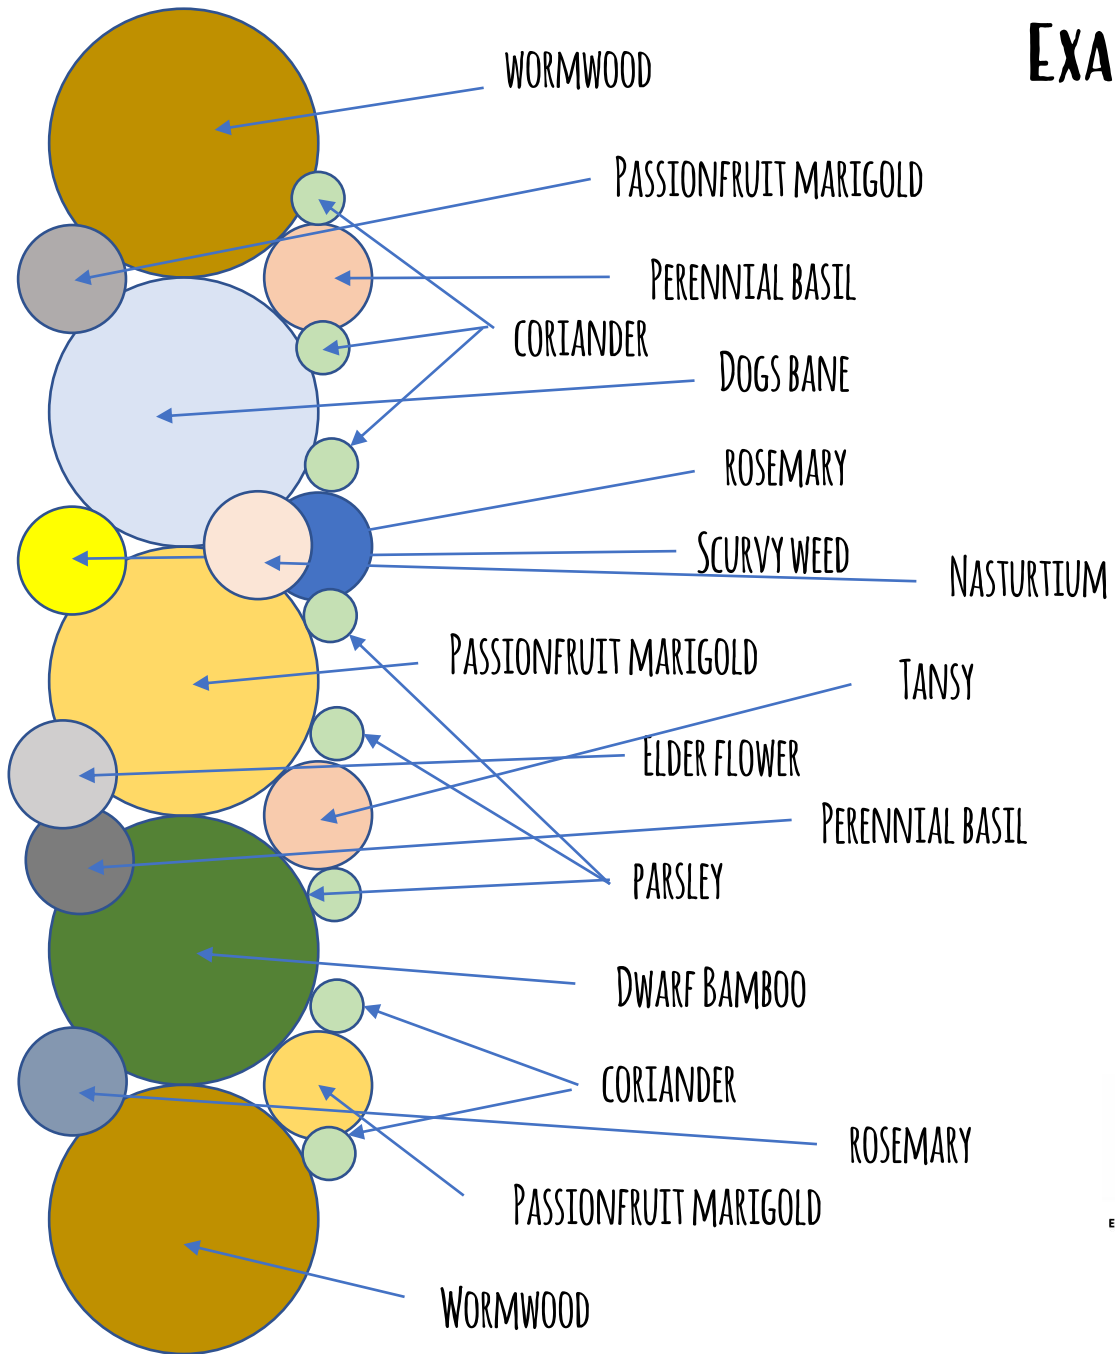 Exa
wormwood
Passionfruit marigold
Perennial basil
coriander
Dogs bane
rosemary
Scurvy weed
Nasturtium
Passionfruit marigold
Tansy
Elder flower
Perennial basil
parsley
Dwarf Bamboo
coriander
rosemary
Passionfruit marigold
E
Wormwood